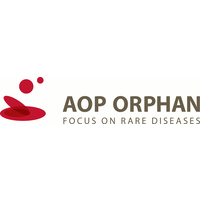 AOP ORPHAN
FOCUS ON RARE DISEASES